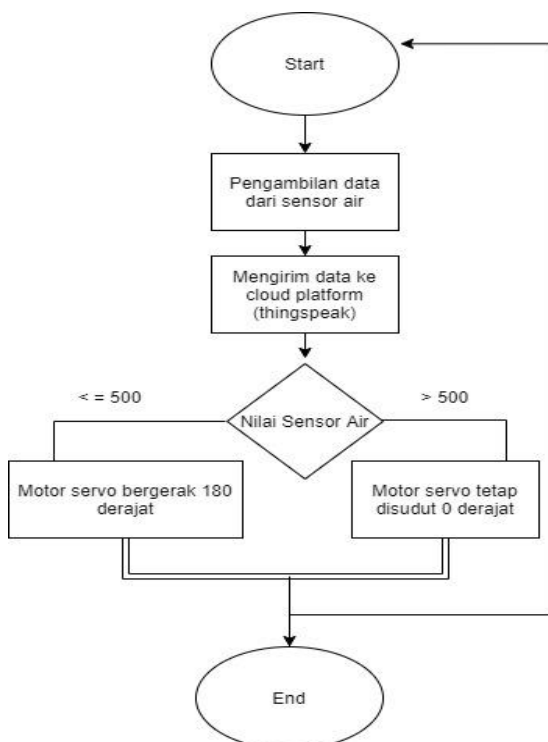 Start
Pengambilan data
dari sensor air
Mengirim data ke
cloud platform
(thingspeak)
< = 500
> 500
Nilai Sensor Air
Motor servo bergerak 180
derajat
Motor servo tetap
disudut 0 derajat
End